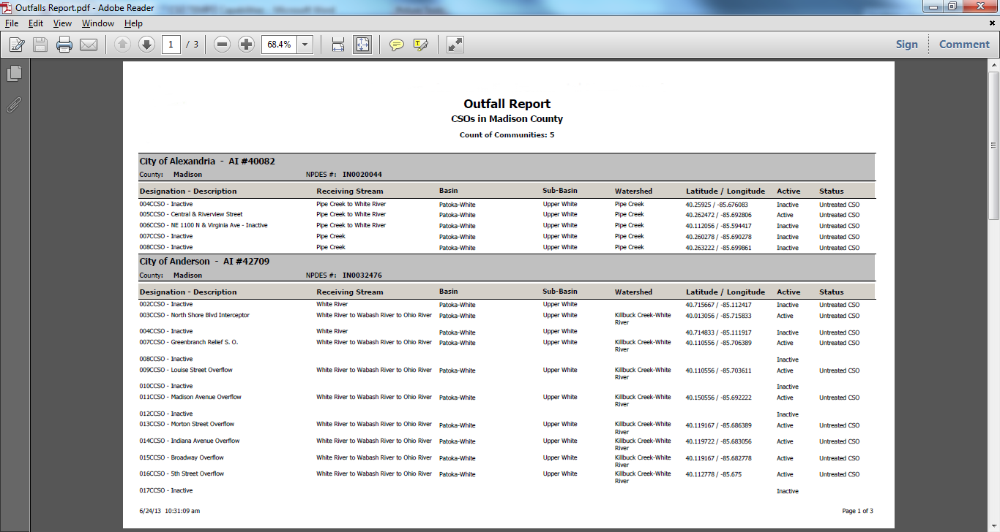 Outfalls Report.pdf - Adobe Reader
File Edit View Window Help
1 / 3 68.4% Sign Comment
Outfall Report
CSOs in Madison County
Count of Communities: 5
City of Alexandria - AI #40082
County: Madison NPDES #: IN0020044
Designation - Description Receiving Stream Basin Sub-Basin Watershed Latitude / Longitude Active Status
004CCSO - Inactive Pipe Creek to White River Patoka-White Upper White Pipe Creek 40.25925 / -85.676083 Inactive Untreated CSO
005CCSO - Central & Riverview Street Pipe Creek to White River Patoka-White Upper White Pipe Creek 40.262472 / -85.692806 Active Untreated CSO
006CCSO - NE 1100 N & Virginia Ave - Inactive Pipe Creek to White River Patoka-White Upper White Pipe Creek 40.112056 / -85.594417 Inactive Untreated CSO
007CCSO - Inactive Pipe Creek Patoka-White Upper White Pipe Creek 40.260278 / -85.690278 Inactive Untreated CSO
008CCSO - Inactive Pipe Creek Patoka-White Upper White Pipe Creek 40.263222 / -85.699861 Inactive Untreated CSO
City of Anderson - AI #42709
County: Madison NPDES #: IN0032476
Designation - Description Receiving Stream Basin Sub-Basin Watershed Latitude / Longitude Active Status
002CCSO - Inactive White River Patoka-White Upper White 40.715667 / -85.112417 Inactive Untreated CSO
003CCSO - North Shore Blvd Interceptor White River to Wabash River to Ohio River Patoka-White Upper White Killbuck Creek-White 40.013056 / -85.715833 Active Untreated CSO
River
004CCSO - Inactive White River Patoka-White Upper White 40.714833 / -85.111917 Inactive Untreated CSO
007CCSO - Greenbranch Relief S. O. White River to Wabash River to Ohio River Patoka-White Upper White Killbuck Creek-White 40.110556 / -85.706389 Active Untreated CSO
River
008CCSO - Inactive Inactive
009CCSO - Louise Street Overflow White River to Wabash River to Ohio River Patoka-White Upper White Killbuck Creek-White 40.110556 / -85.703611 Active Untreated CSO
River
010CCSO - Inactive Inactive
011CCSO - Madison Avenue Overflow White River to Wabash River to Ohio River Patoka-White Upper White Killbuck Creek-White 40.150556 / -85.692222 Active Untreated CSO
River
012CCSO - Inactive Inactive
013CCSO - Morton Street Overflow White River to Wabash River to Ohio River Patoka-White Upper White Killbuck Creek-White 40.119167 / -85.686389 Active Untreated CSO
River
014CCSO - Indiana Avenue Overflow White River to Wabash River to Ohio River Patoka-White Upper White Killbuck Creek-White 40.119722 / -85.683056 Active Untreated CSO
River
015CCSO - Broadway Overflow White River to Wabash River to Ohio River Patoka-White Upper White Killbuck Creek-White 40.119167 / -85.682778 Active Untreated CSO
River
016CCSO - 5th Street Overflow White River to Wabash River to Ohio River Patoka-White Upper White Killbuck Creek-White 40.112778 / -85.675 Active Untreated CSO
River
017CCSO - Inactive Inactive
6/24/13 10:31:09 am Page 1 of 3